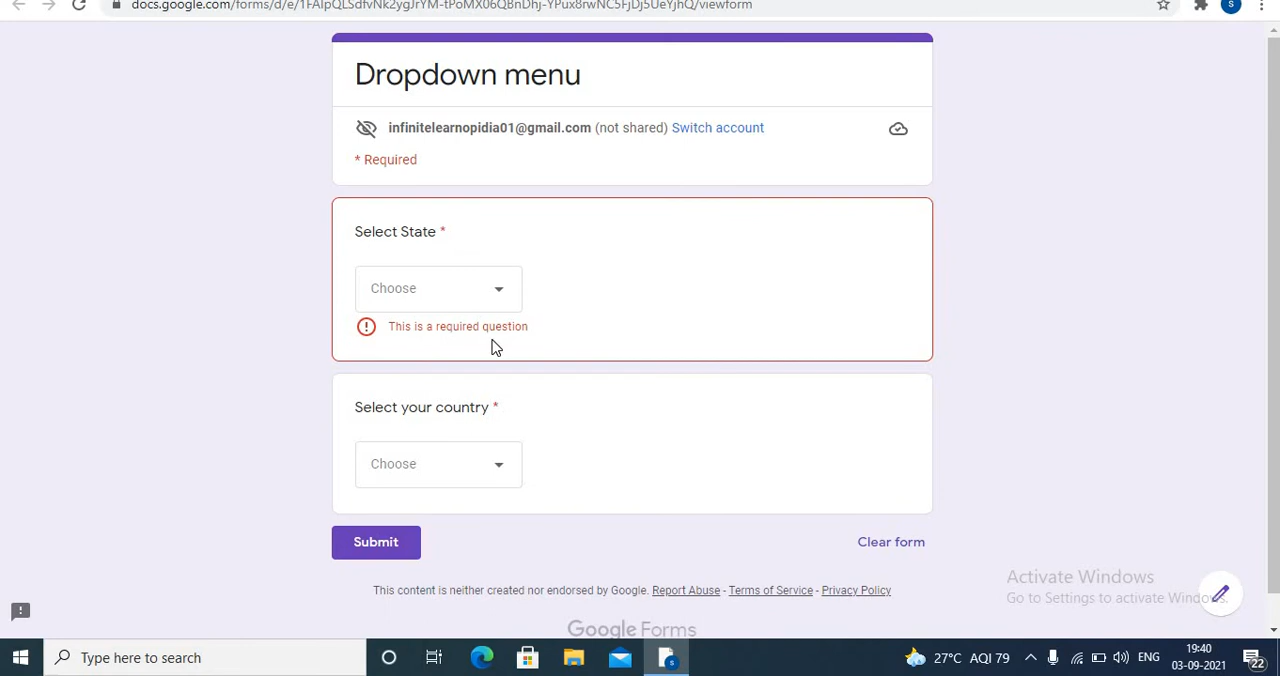 docs.google.com/forms/d/e/1FAIpQLSdfvNk2ygJrYM-tPoMX06QBnDhj-YPux8rwNC5FjDj5UeYjhQ/viewform
S
Dropdown menu
infinitelearnopidia01@gmail.com (not shared) Switch account
* Required
Select State *
Choose
This is a required question
Select your country *
Choose
Submit
Clear form
This content is neither created nor endorsed by Google. Report Abuse - Terms of Service - Privacy Policy
Google Forms
Activate Windows
Go to Settings to activate Windows.
Type here to search
27°C AQI 79
ENG
19:40
03-09-2021
22